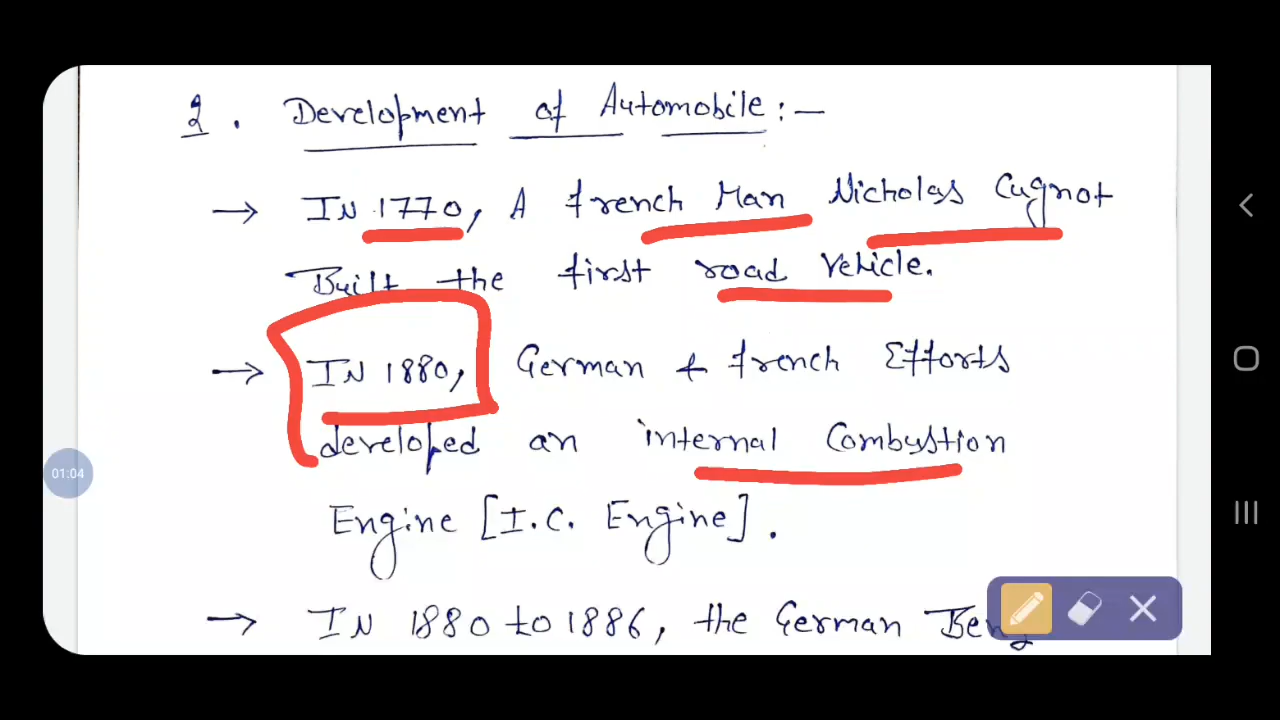 2. Development of Automobile:—
→ IN 1770, A french Man Nicholas Cugnot
Built the first road Vehicle.
→ IN 1880, German & french Efforts
developed an internal Combustion
Engine [I.C. Engine].
→ IN 1880 to 1886, the German Benz
01:04